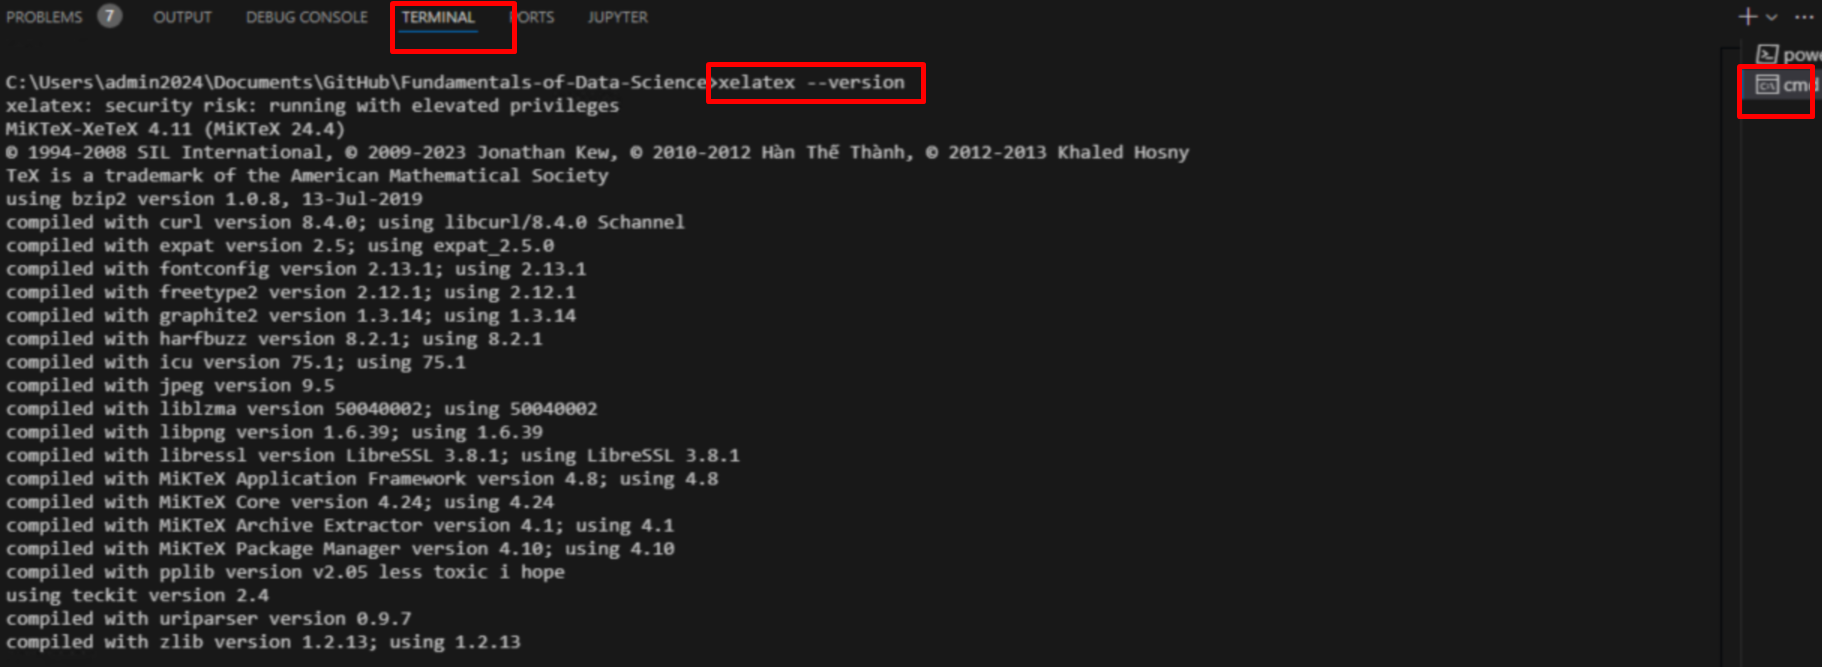 PROBLEMS 7 OUTPUT DEBUG CONSOLE TERMINAL PORTS JUPYTER
C:\Users\admin2024\Documents\GitHub\Fundamentals-of-Data-Science>xelatex --version
xelatex: security risk: running with elevated privileges
MiKTeX-XeTeX 4.11 (MiKTeX 24.4)
© 1994-2008 SIL International, © 2009-2023 Jonathan Kew, © 2010-2012 Hàn Thế Thành, © 2012-2013 Khaled Hosny
TeX is a trademark of the American Mathematical Society
using bzip2 version 1.0.8, 13-Jul-2019
compiled with curl version 8.4.0; using libcurl/8.4.0 Schannel
compiled with expat version 2.5; using expat_2.5.0
compiled with fontconfig version 2.13.1; using 2.13.1
compiled with freetype2 version 2.12.1; using 2.12.1
compiled with graphite2 version 1.3.14; using 1.3.14
compiled with harfbuzz version 8.2.1; using 8.2.1
compiled with icu version 75.1; using 75.1
compiled with jpeg version 9.5
compiled with liblzma version 50040002; using 50040002
compiled with libpng version 1.6.39; using 1.6.39
compiled with libressl version LibreSSL 3.8.1; using LibreSSL 3.8.1
compiled with MiKTeX Application Framework version 4.8; using 4.8
compiled with MiKTeX Core version 4.24; using 4.24
compiled with MiKTeX Archive Extractor version 4.1; using 4.1
compiled with MiKTeX Package Manager version 4.10; using 4.10
compiled with pplib version v2.05 less toxic i hope
using teckit version 2.4
compiled with uriparser version 0.9.7
compiled with zlib version 1.2.13; using 1.2.13
pow
cmd